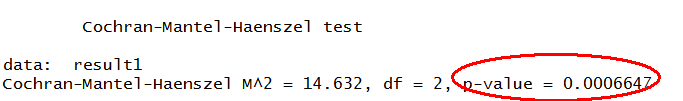 Cochran-Mantel-Haenszel test
data: result1
Cochran-Mantel-Haenszel M^2 = 14.632, df = 2, p-value = 0.0006647